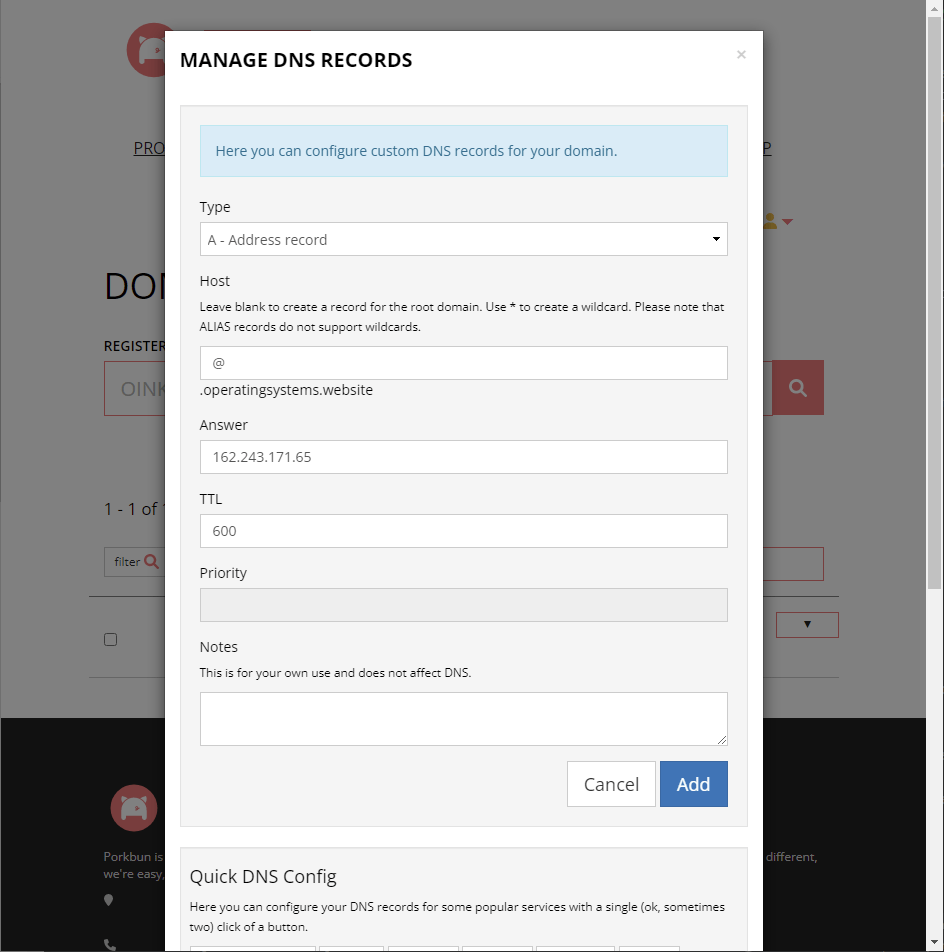 MANAGE DNS RECORDS
×
Here you can configure custom DNS records for your domain.
Type
A - Address record
Host
Leave blank to create a record for the root domain. Use * to create a wildcard. Please note that
ALIAS records do not support wildcards.
@
.operatingsystems.website
Answer
162.243.171.65
TTL
600
Priority
Notes
This is for your own use and does not affect DNS.
Cancel
Add
Quick DNS Config
Here you can configure your DNS records for some popular services with a single (ok, sometimes
two) click of a button.
PRO
P
DO
REGISTER
OINK
1 - 1 of
filter
Porkbun is
different,
we're easy,